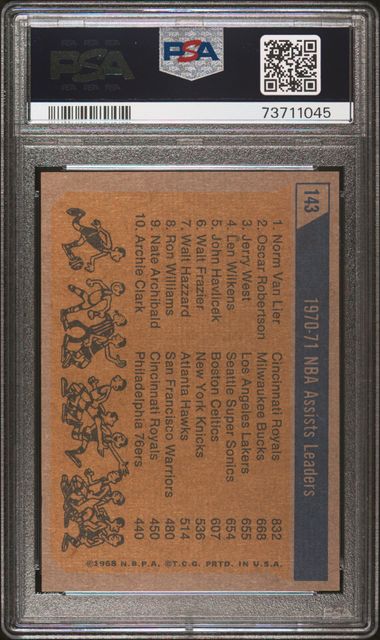 PSA
PSA
73711045
143
1970-71 NBA Assists Leaders
1. Norm Van Lier Cincinnati Royals 832
2. Oscar Robertson Milwaukee Bucks 668
3. Jerry West Los Angeles Lakers 655
4. Len Wilkens Seattle Super Sonics 654
5. John Havlicek Boston Celtics 607
6. Walt Frazier New York Knicks 536
7. Walt Hazzard Atlanta Hawks 514
8. Ron Williams San Francisco Warriors 480
9. Nate Archibald Cincinnati Royals 450
10. Archie Clark Philadelphia 76ers 440
©1968 N.B.P.A. ©T.C.G. PRTD. IN U.S.A.